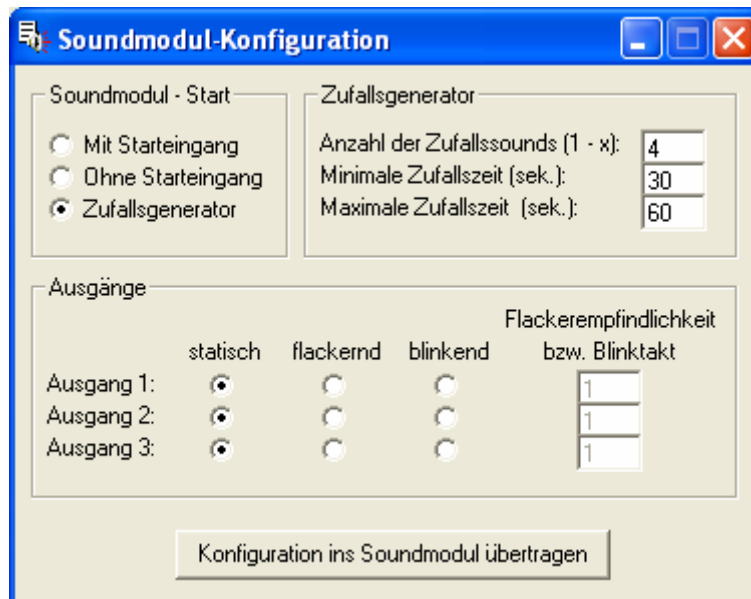 Soundmodul-Konfiguration
Soundmodul - Start
Mit Starteingang
Ohne Starteingang
Zufallsgenerator
Zufallsgenerator
Anzahl der Zufallssounds (1 - x): 4
Minimale Zufallszeit (sek.): 30
Maximale Zufallszeit (sek.): 60
Ausgänge
Flackerempfindlichkeit
statisch flackernd blinkend bzw. Blinktakt
Ausgang 1: 1
Ausgang 2: 1
Ausgang 3: 1
Konfiguration ins Soundmodul übertragen